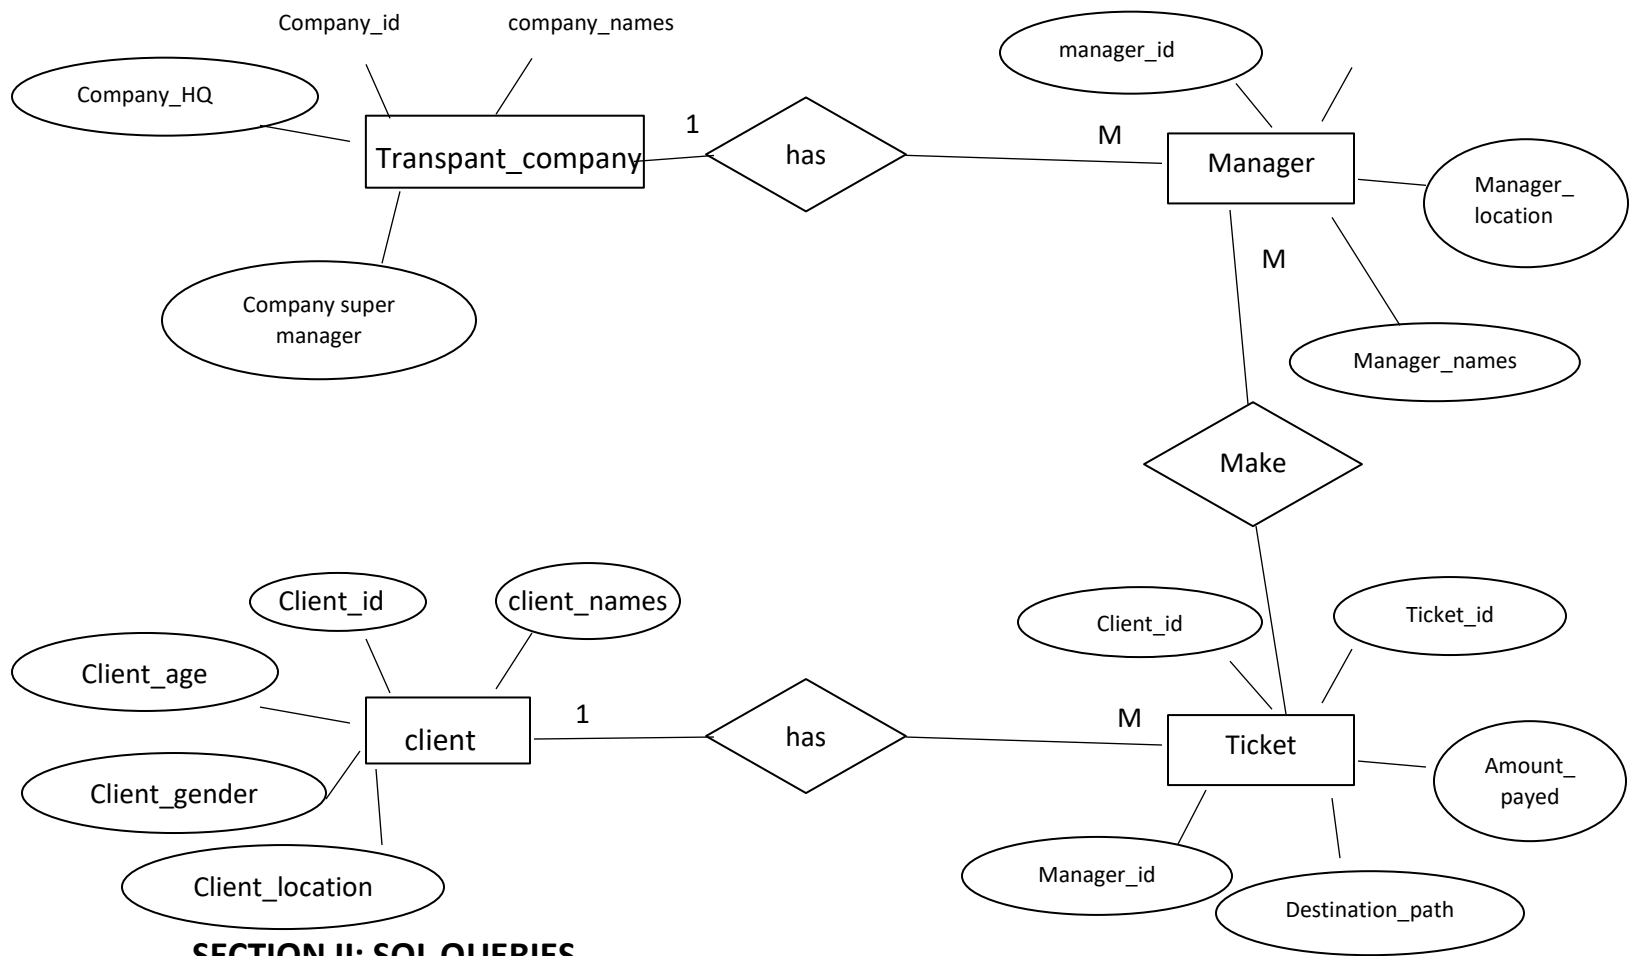 Company_id
company_names
manager_id
Company_HQ
1
M
Transpant_company
has
Manager
Manager_
location
M
Company super
manager
Manager_names
Make
Client_id
client_names
Client_id
Ticket_id
Client_age
1
M
client
has
Ticket
Amount_
payed
Client_gender
Client_location
Manager_id
Destination_path
SECTION II: SQL QUERIES